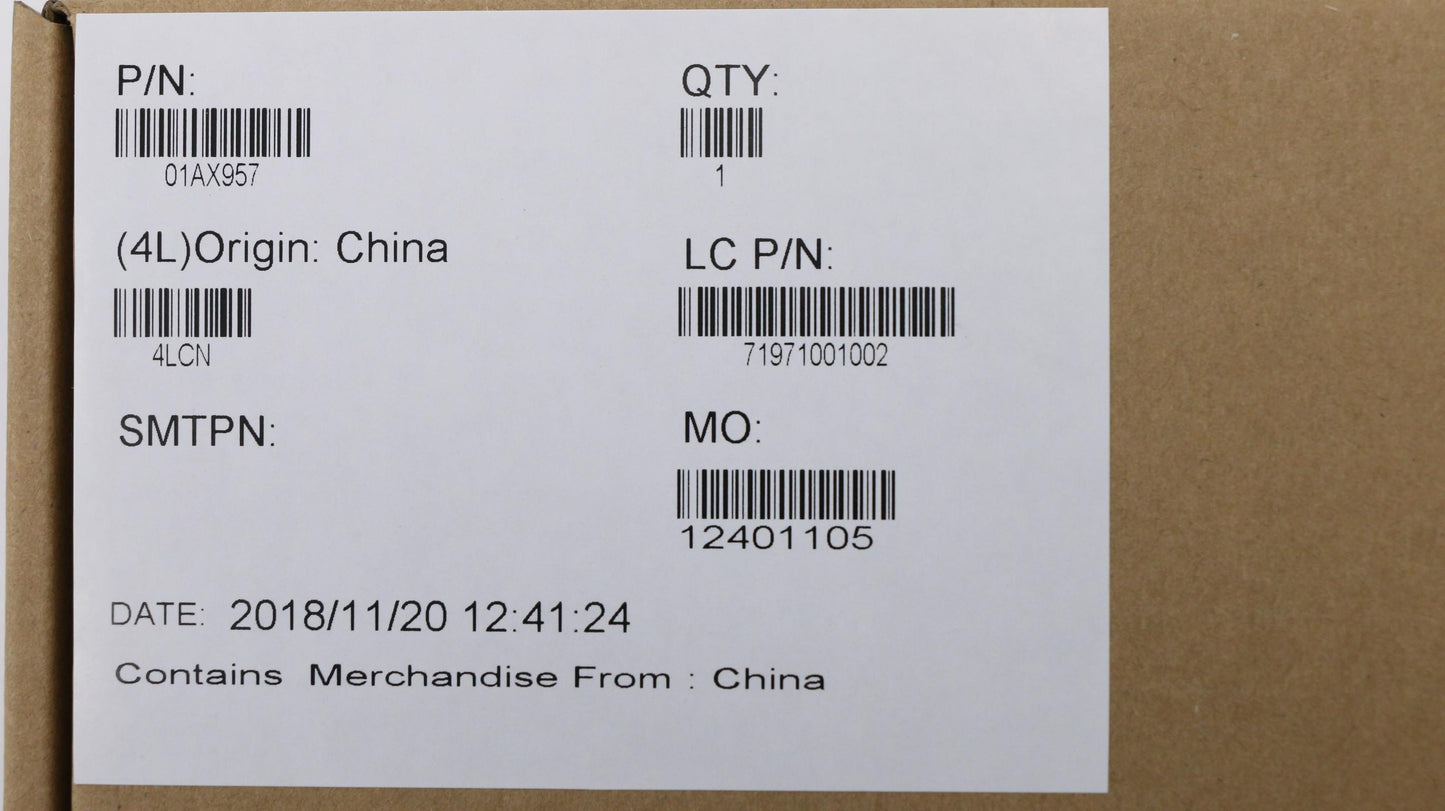 P/N: QTY:
01AX957 1
(4L)Origin: China LC P/N:
4LCN 71971001002
SMTPN: MO:
12401105
DATE: 2018/11/20 12:41:24
Contains Merchandise From : China